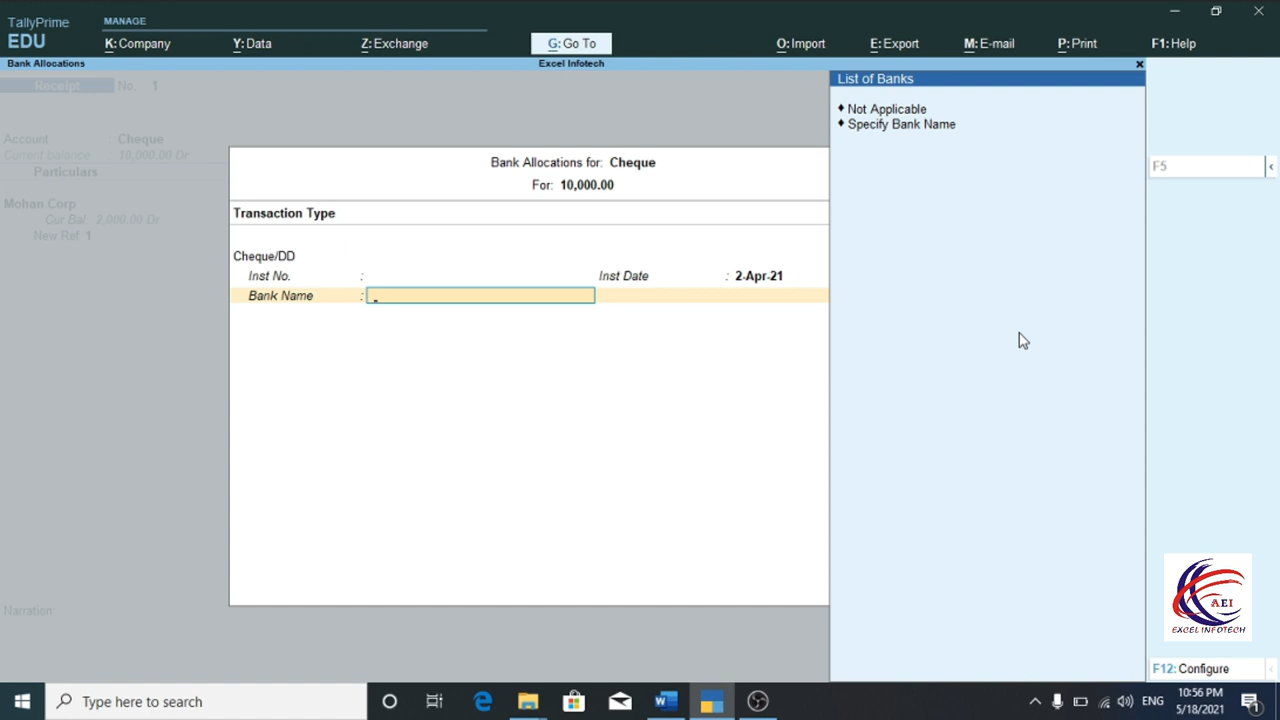 TallyPrime
EDU
MANAGE
K: Company
Y: Data
Z: Exchange
G: Go To
O: Import
E: Export
M: E-mail
P: Print
F1: Help
Bank Allocations
Excel Infotech
Receipt No. 1
Account : Cheque
Current balance : 10,000.00 Dr
Particulars
Mohan Corp
Cur Bal: 2,000.00 Dr
New Ref 1
Narration
Bank Allocations for: Cheque
For: 10,000.00
Transaction Type
Cheque/DD
Inst No. :
Inst Date : 2-Apr-21
Bank Name :
List of Banks
♦ Not Applicable
♦ Specify Bank Name
F5
AEI
EXCEL INFOTECH
F12: Configure
Type here to search
ENG
10:56 PM
5/18/2021
1